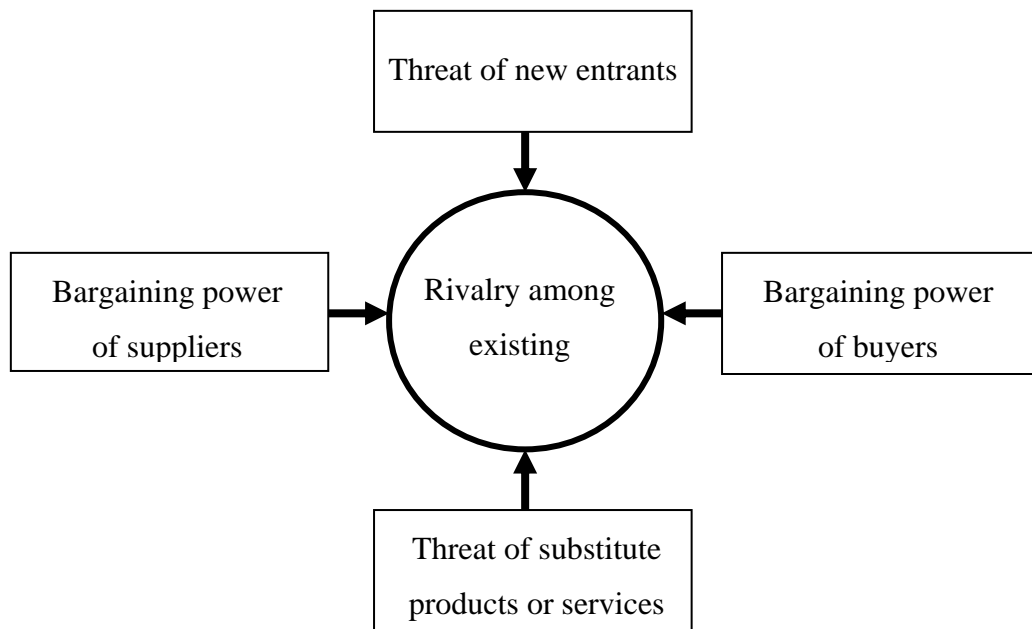 Threat of new entrants
Bargaining power
of suppliers
Rivalry among
existing
Bargaining power
of buyers
Threat of substitute
products or services